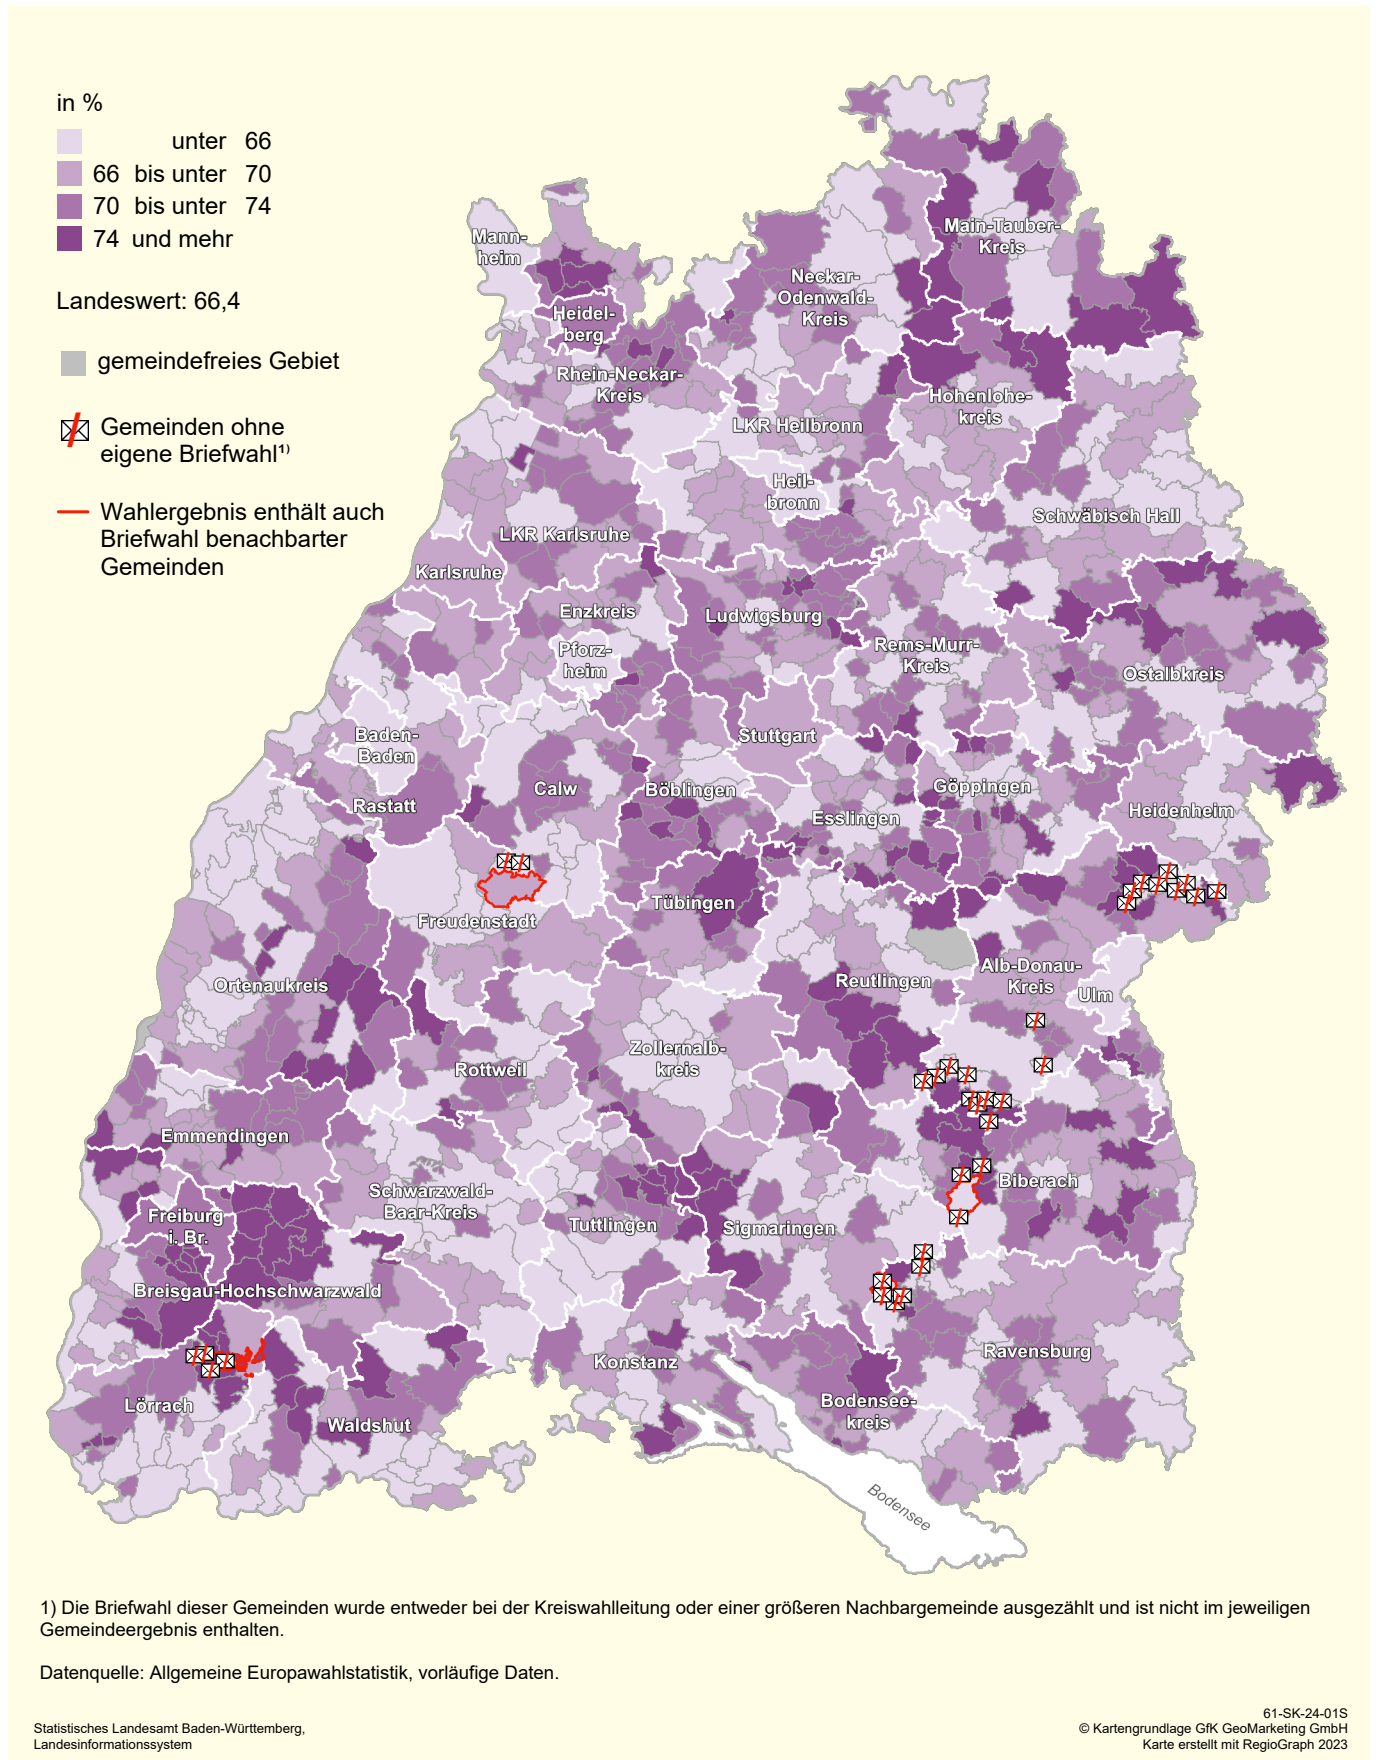 in %
unter 66
66 bis unter 70
70 bis unter 74
74 und mehr
Landeswert: 66,4
gemeindefreies Gebiet
Gemeinden ohne
eigene Briefwahl¹⁾
Wahlergebnis enthält auch
Briefwahl benachbarter
Gemeinden
Main-Tauber-
Kreis
Mann-
heim
Neckar-
Odenwald-
Kreis
Heidel-
berg
Rhein-Neckar-
Kreis
Hohenlohe-
kreis
LKR Heilbronn
Heil-
bronn
Schwäbisch Hall
LKR Karlsruhe
Karlsruhe
Enzkreis
Ludwigsburg
Pforz-
heim
Rems-Murr-
Kreis
Ostalbkreis
Baden-
Baden
Stuttgart
Rastatt
Calw
Böblingen
Esslingen
Göppingen
Heidenheim
Tübingen
Freudenstadt
Ortenaukreis
Reutlingen
Alb-Donau-
Kreis
Ulm
Zollernalb-
kreis
Rottweil
Emmendingen
Biberach
Schwarzwald-
Baar-Kreis
Freiburg
i. Br.
Tuttlingen
Sigmaringen
Breisgau-Hochschwarzwald
Konstanz
Ravensburg
Lörrach
Waldshut
Bodensee-
kreis
Bodensee
1) Die Briefwahl dieser Gemeinden wurde entweder bei der Kreiswahlleitung oder einer größeren Nachbargemeinde ausgezählt und ist nicht im jeweiligen
Gemeindeergebnis enthalten.
Datenquelle: Allgemeine Europawahlstatistik, vorläufige Daten.
Statistisches Landesamt Baden-Württemberg,
Landesinformationssystem
61-SK-24-01S
© Kartengrundlage GfK GeoMarketing GmbH
Karte erstellt mit RegioGraph 2023